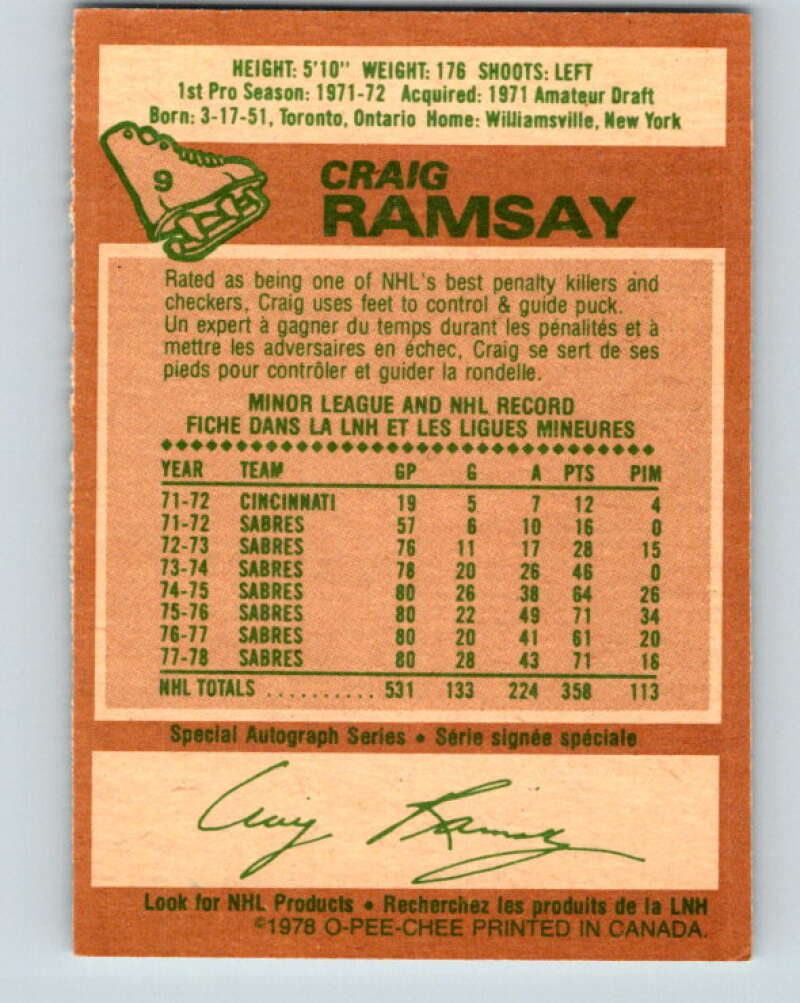 HEIGHT: 5'10" WEIGHT: 176 SHOOTS: LEFT
1st Pro Season: 1971-72 Acquired: 1971 Amateur Draft
Born: 3-17-51, Toronto, Ontario Home: Williamsville, New York
9
CRAIG
RAMSAY
Rated as being one of NHL's best penalty killers and
checkers, Craig uses feet to control & guide puck.
Un expert à gagner du temps durant les pénalités et à
mettre les adversaires en échec, Craig se sert de ses
pieds pour contrôler et guider la rondelle.
MINOR LEAGUE AND NHL RECORD
FICHE DANS LA LNH ET LES LIGUES MINEURES
YEAR TEAM GP G A PTS PIM
71-72 CINCINNATI 19 5 7 12 4
71-72 SABRES 57 6 10 16 0
72-73 SABRES 76 11 17 28 15
73-74 SABRES 78 20 26 46 0
74-75 SABRES 80 26 38 64 26
75-76 SABRES 80 22 49 71 34
76-77 SABRES 80 20 41 61 20
77-78 SABRES 80 28 43 71 16
NHL TOTALS .......... 531 133 224 358 113
Special Autograph Series • Série signée spéciale
Craig Ramsay
Look for NHL Products • Recherchez les produits de la LNH
©1978 O-PEE-CHEE PRINTED IN CANADA.